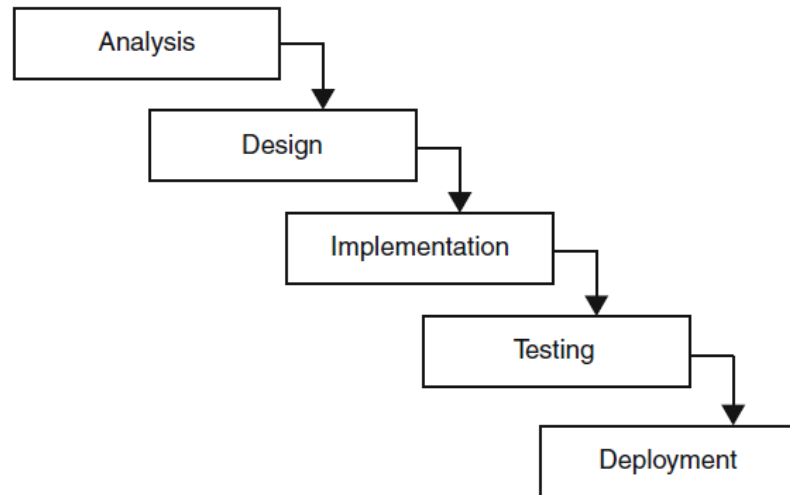 Analysis
Design
Implementation
Testing
Deployment